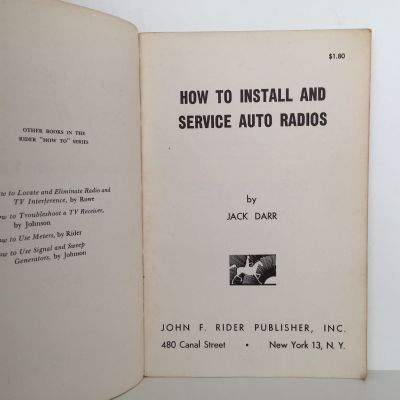 OTHER BOOKS IN THE
RIDER "HOW TO" SERIES
to Locate and Eliminate Radio and
TV Interference, by Rowe
to Troubleshoot a TV Receiver,
by Johnson
to Use Meters, by Rider
to Use Signal and Sweep
Generators, by Johnson
$1.80
HOW TO INSTALL AND
SERVICE AUTO RADIOS
by
JACK DARR
JOHN F. RIDER PUBLISHER, INC.
480 Canal Street • New York 13, N. Y.